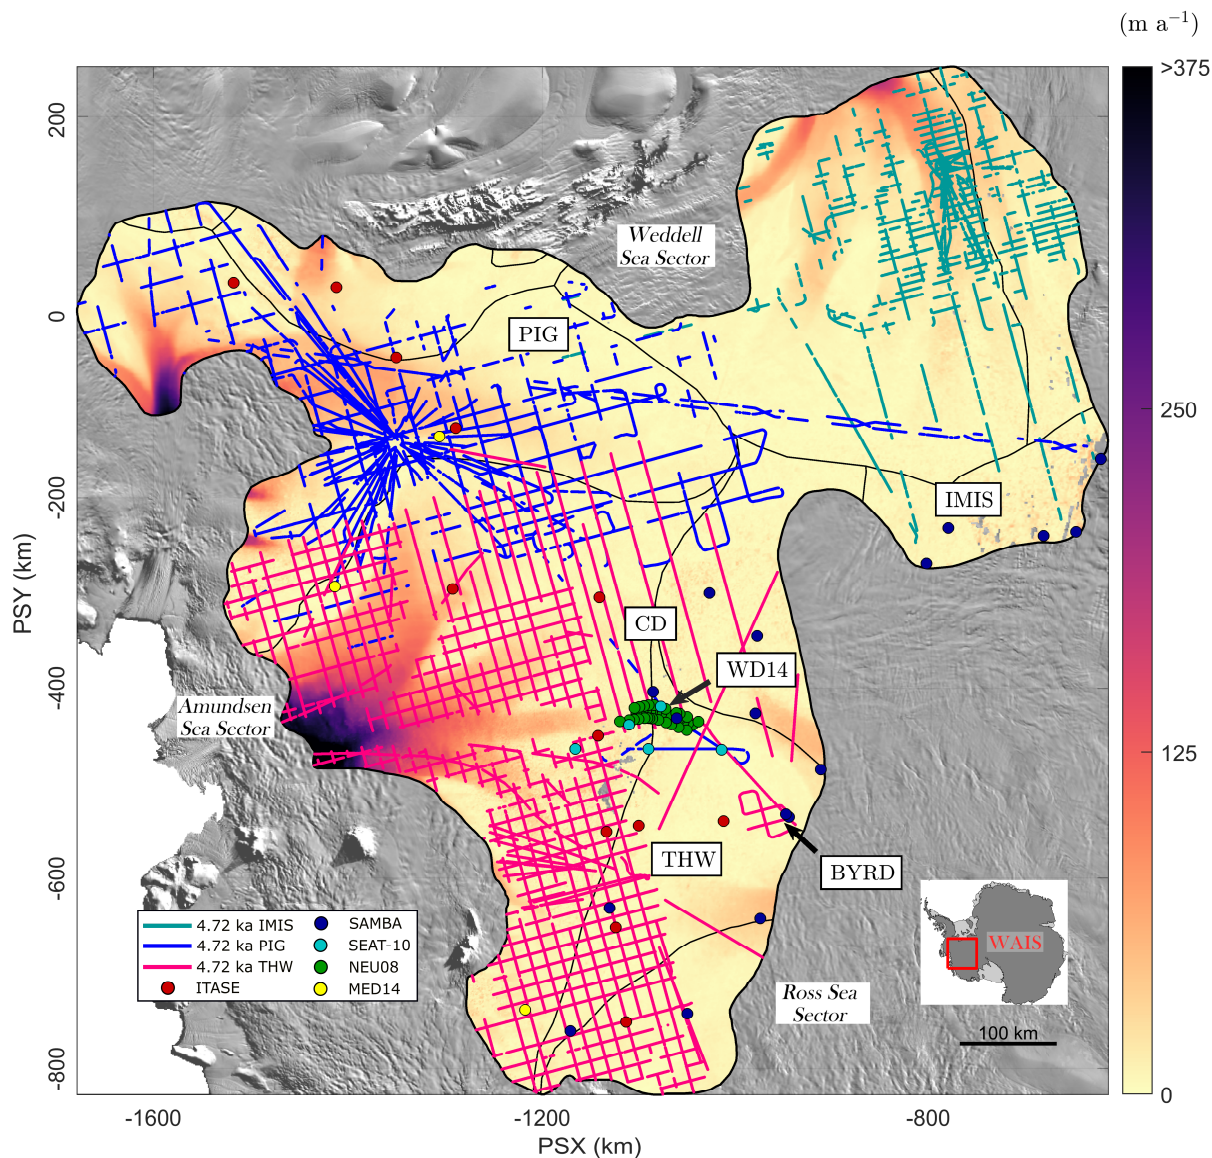 (m a⁻¹)
>375
250
125
0
200
0
-200
-400
-600
-800
PSY (km)
-1600
-1200
-800
PSX (km)
Weddell
Sea Sector
PIG
IMIS
CD
WD14
Amundsen
Sea Sector
THW
BYRD
Ross Sea
Sector
WAIS
100 km
4.72 ka IMIS
4.72 ka PIG
4.72 ka THW
ITASE
SAMBA
SEAT-10
NEU08
MED14